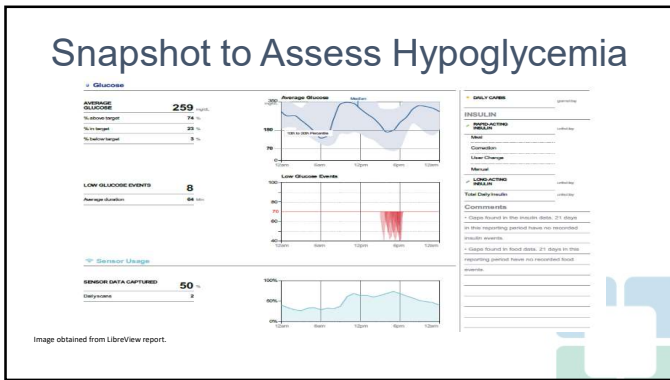 Snapshot to Assess Hypoglycemia
Glucose
AVERAGE
GLUCOSE 259 mg/dL
% above target 74 %
% in target 23 %
% below target 3 %
LOW GLUCOSE EVENTS 8
Average duration 64 Min
Sensor Usage
SENSOR DATA CAPTURED 50 %
Daily scans 2
Average Glucose
Median
10th to 90th Percentile
12am 6am 12pm 6pm 12am
Low Glucose Events
100
80
70
60
40
12am 6am 12pm 6pm 12am
100%
50%
0%
12am 6am 12pm 6pm 12am
DAILY CARBS
INSULIN
RAPID-ACTING
INSULIN
Meal
Correction
User Change
Manual
LONG-ACTING
INSULIN
Total Daily Insulin
Comments
• Gaps found in the insulin data. 21 days
in this reporting period have no recorded
insulin events
• Gaps found in food data. 21 days in this
reporting period have no recorded food
events
Image obtained from LibreView report.